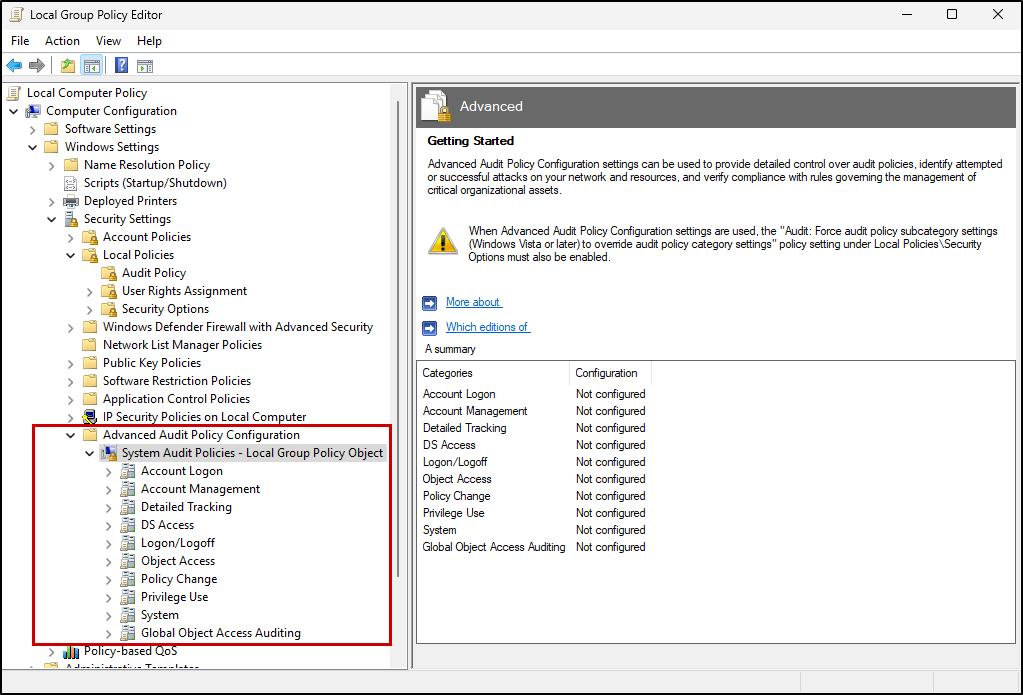 Local Group Policy Editor
File Action View Help
Local Computer Policy
Computer Configuration
Software Settings
Windows Settings
Name Resolution Policy
Scripts (Startup/Shutdown)
Deployed Printers
Security Settings
Account Policies
Local Policies
Audit Policy
User Rights Assignment
Security Options
Windows Defender Firewall with Advanced Security
Network List Manager Policies
Public Key Policies
Software Restriction Policies
Application Control Policies
IP Security Policies on Local Computer
Advanced Audit Policy Configuration
System Audit Policies - Local Group Policy Object
Account Logon
Account Management
Detailed Tracking
DS Access
Logon/Logoff
Object Access
Policy Change
Privilege Use
System
Global Object Access Auditing
Policy-based QoS
Administrative Templates
Advanced
Getting Started
Advanced Audit Policy Configuration settings can be used to provide detailed control over audit policies, identify attempted
or successful attacks on your network and resources, and verify compliance with rules governing the management of
critical organizational assets.
When Advanced Audit Policy Configuration settings are used, the "Audit: Force audit policy subcategory settings
(Windows Vista or later) to override audit policy category settings" policy setting under Local Policies\Security
Options must also be enabled.
More about
Which editions of
A summary
Categories Configuration
Account Logon Not configured
Account Management Not configured
Detailed Tracking Not configured
DS Access Not configured
Logon/Logoff Not configured
Object Access Not configured
Policy Change Not configured
Privilege Use Not configured
System Not configured
Global Object Access Auditing Not configured